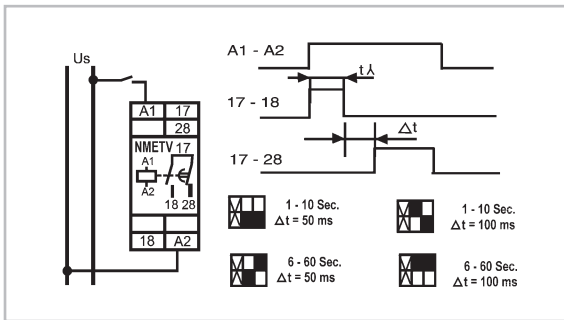 Us
A1 - A2
t⅄
17 - 18
Δt
17 - 28
A1 17
28
NMETV 17
A1
A2
18 28
18 A2
1 - 10 Sec.
Δt = 50 ms
1 - 10 Sec.
Δt = 100 ms
6 - 60 Sec.
Δt = 50 ms
6 - 60 Sec.
Δt = 100 ms